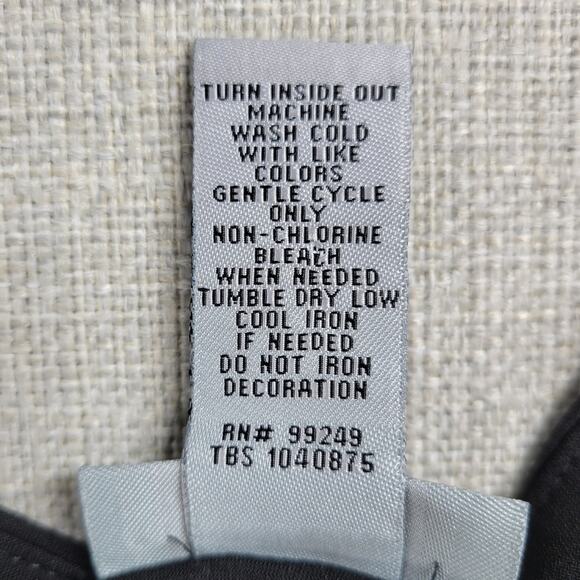 TURN INSIDE OUT
MACHINE
WASH COLD
WITH LIKE
COLORS
GENTLE CYCLE
ONLY
NON-CHLORINE
BLEACH
WHEN NEEDED
TUMBLE DRY LOW
COOL IRON
IF NEEDED
DO NOT IRON
DECORATION
RN# 99249
TBS 1040875